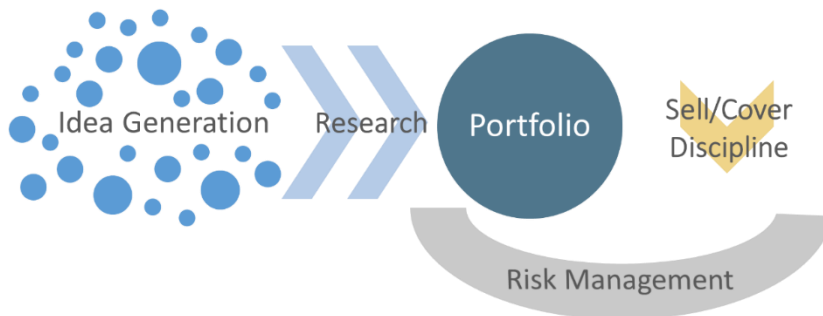 Idea Generation
Research
Portfolio
Sell/Cover
Discipline
Risk Management